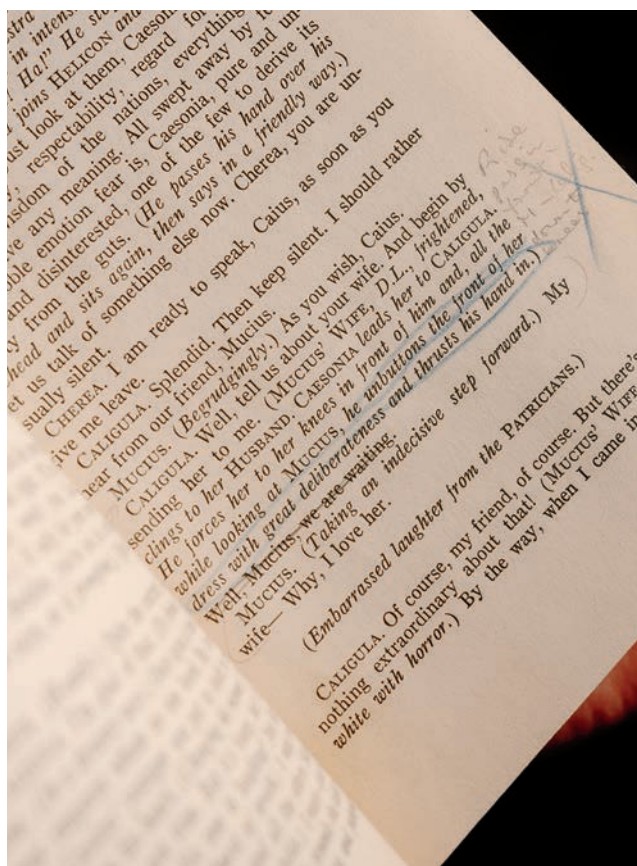 stra
in intens
Ha!" He sto
joins HELICON and
ust look at them, Caesoni
y, respectability, regard fo
isdom of the nations, everything
ve any meaning. All swept away by fe
oble emotion fear is, Caesonia, pure and un-
and disinterested, one of the few to derive its
y from the guts. (He passes his hand over his
head and sits again, then says in a friendly way.)
et us talk of something else now. Cherea, you are un-
sually silent.
CHEREA. I am ready to speak, Caius, as soon as you
give me leave.
CALIGULA. Splendid. Then keep silent. I should rather
hear from our friend, Mucius.
MUCIUS. (Begrudgingly.) As you wish, Caius.
CALIGULA. Well, tell us about your wife. And begin by
sending her to me. (MUCIUS' WIFE, D.L., frightened,
clings to her HUSBAND. CAESONIA leads her to CALIGULA.
He forces her to her knees in front of him and, all the
while looking at MUCIUS, he unbuttons the front of her
dress with great deliberateness and thrusts his hand in.)
Well, Mucius, we are waiting.
MUCIUS. (Taking an indecisive step forward.) My
wife— Why, I love her.
(Embarrassed laughter from the PATRICIANS.)
CALIGULA. Of course, my friend, of course. But there's
nothing extraordinary about that! (MUCIUS' WIFE
white with horror.) By the way, when I came in